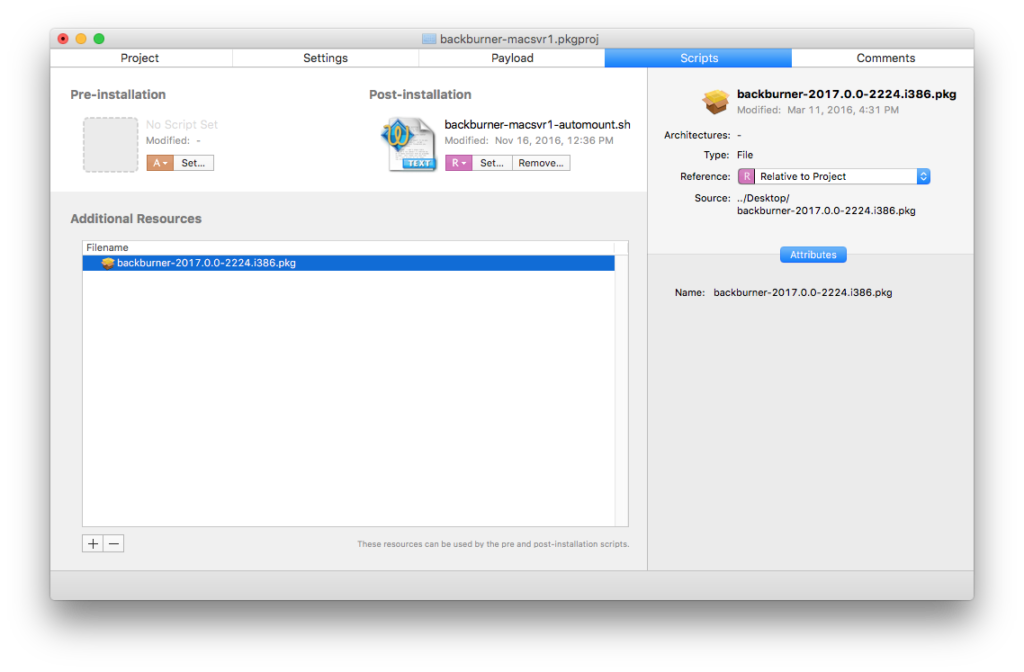 backburner-macsvr1.pkgproj
Project Settings Payload Scripts Comments
Pre-installation
No Script Set
Modified: -
A Set...
Post-installation
backburner-macsvr1-automount.sh
Modified: Nov 16, 2016, 12:36 PM
TEXT
R Set... Remove...
Additional Resources
Filename
backburner-2017.0.0-2224.i386.pkg
These resources can be used by the pre and post-installation scripts.
backburner-2017.0.0-2224.i386.pkg
Modified: Mar 11, 2016, 4:31 PM
Architectures: -
Type: File
Reference: R Relative to Project
Source: ../Desktop/
backburner-2017.0.0-2224.i386.pkg
Attributes
Name: backburner-2017.0.0-2224.i386.pkg